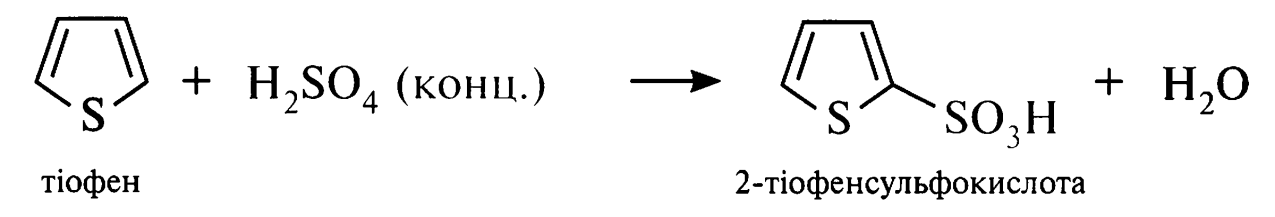 S + H₂SO₄ (конц.) → S SO₃H + H₂O
тіофен 2-тіофенсульфокислота